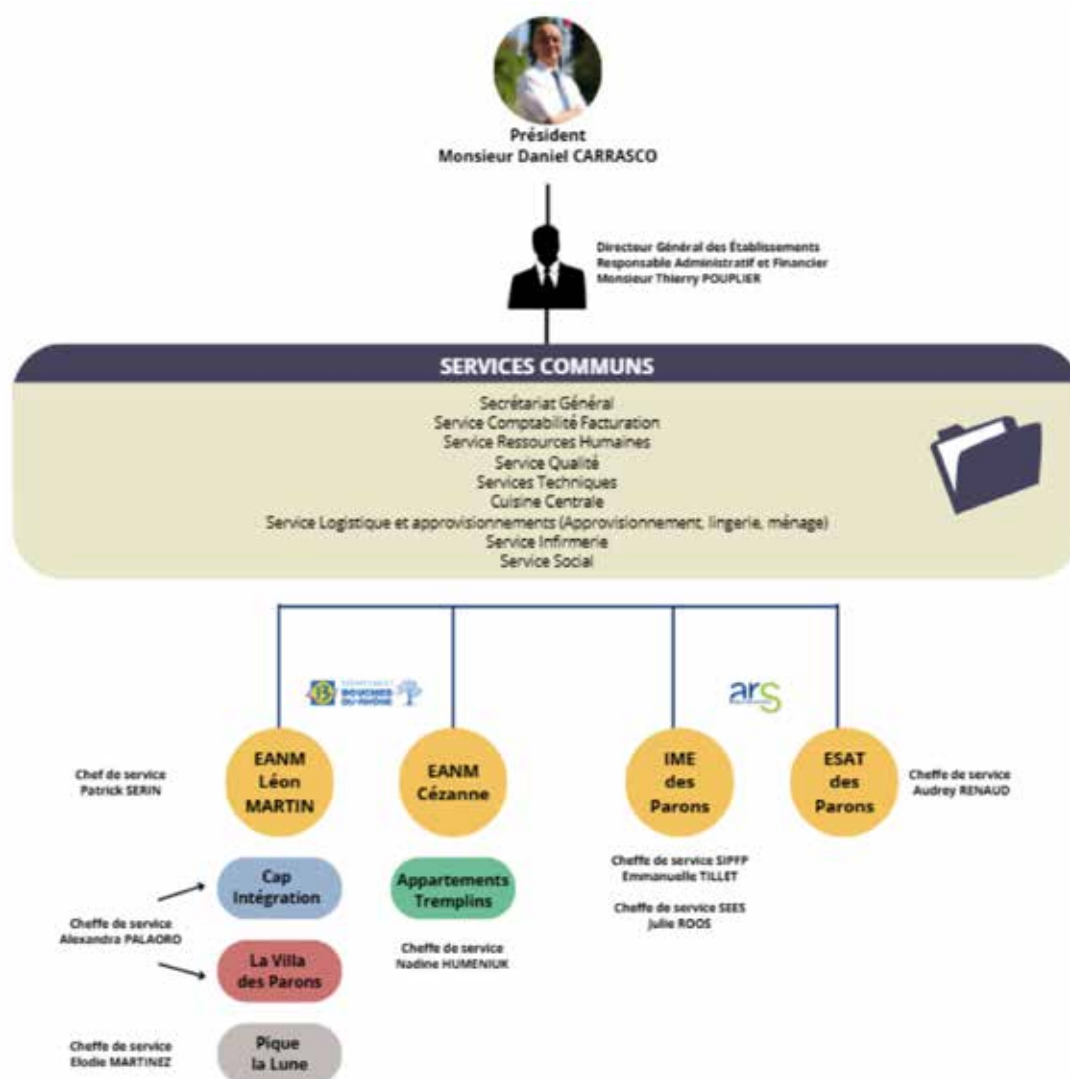 Président
Monsieur Daniel CARRASCO
Directeur Général des Établissements
Responsable Administratif et Financier
Monsieur Thierry POUPLIER
SERVICES COMMUNS
Secrétariat Général
Service Comptabilité Facturation
Service Ressources Humaines
Service Qualité
Services Techniques
Cuisine Centrale
Service Logistique et approvisionnements (Approvisionnement, lingerie, ménage)
Service Infirmerie
Service Social
DÉPARTEMENT
BOUCHES
DU-RHÔNE
ars
Chef de service
Patrick SERIN
EANM
Léon
MARTIN
EANM
Cézanne
IME
des
Parons
ESAT
des
Parons
Cheffe de service
Audrey RENAUD
Cap
Intégration
Appartements
Tremplins
Cheffe de service SIPFP
Emmanuelle TILLET
Cheffe de service SEES
Julie ROOS
Cheffe de service
Alexandra PALAORO
Cheffe de service
Nadine HUMENIUK
La Villa
des Parons
Cheffe de service
Elodie MARTINEZ
Pique
la Lune